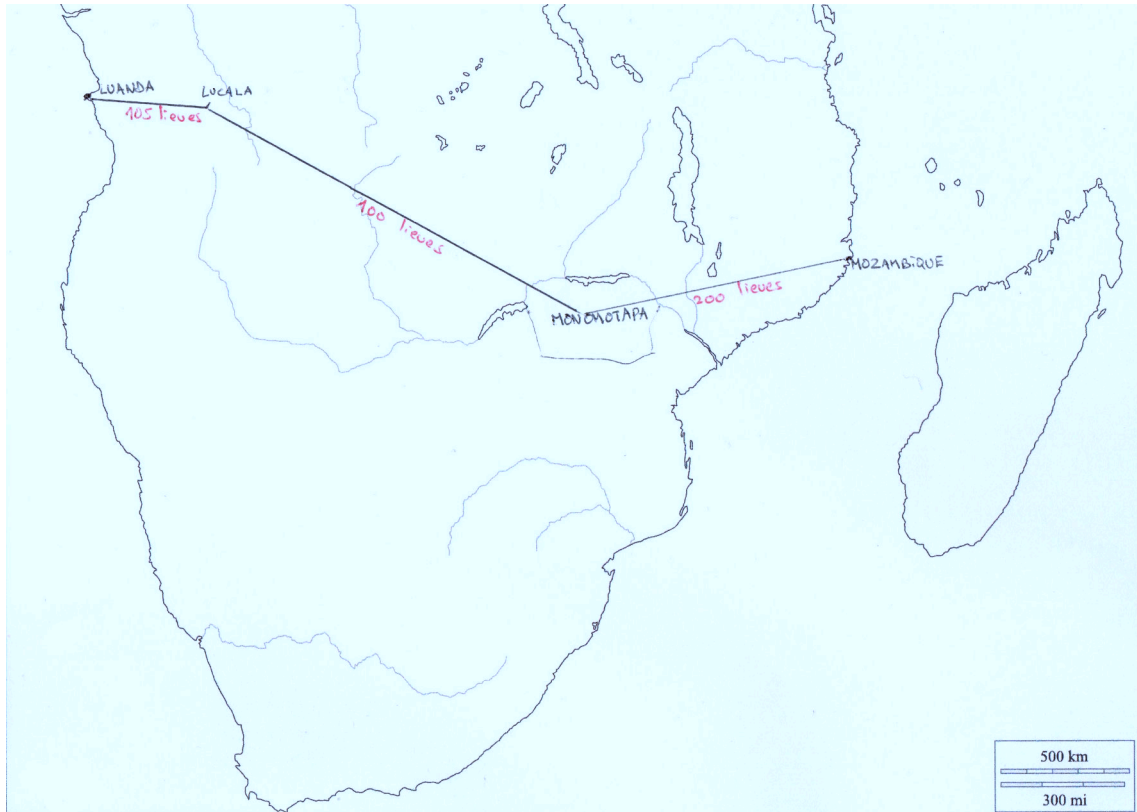 LUANDA
LUCALA
105 lieues
100 lieues
MOZAMBIQUE
200 lieues
MONOMOTAPA
500 km
300 mi